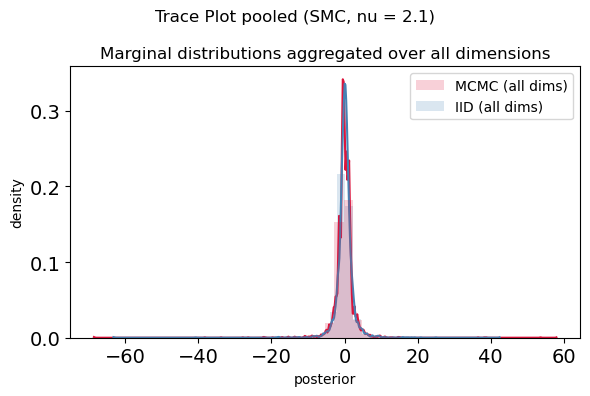 Trace Plot pooled (SMC, nu = 2.1)
Marginal distributions aggregated over all dimensions
MCMC (all dims)
IID (all dims)
density
0.3
0.2
0.1
0.0
−60
−40
−20
0
20
40
60
posterior